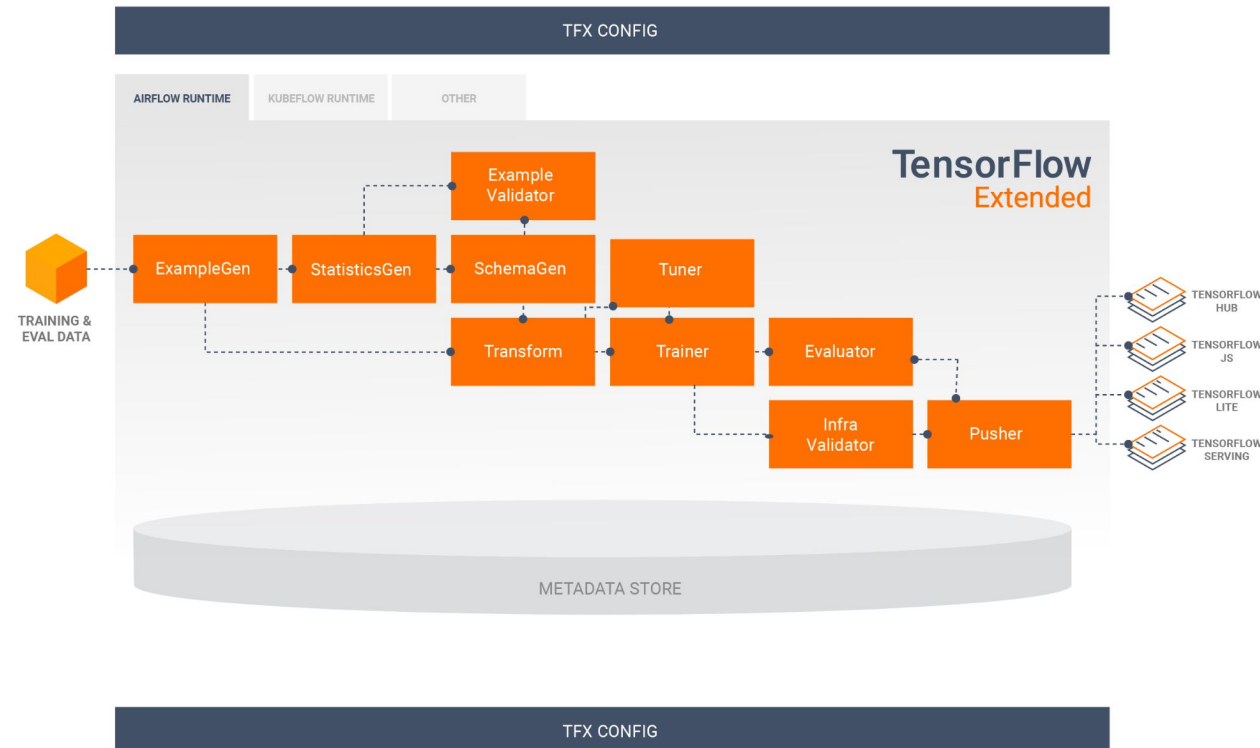 TFX CONFIG
AIRFLOW RUNTIME
KUBEFLOW RUNTIME
OTHER
TensorFlow
Extended
Example
Validator
ExampleGen
StatisticsGen
SchemaGen
Tuner
TRAINING &
EVAL DATA
Transform
Trainer
Evaluator
Infra
Validator
Pusher
TENSORFLOW
HUB
TENSORFLOW
JS
TENSORFLOW
LITE
TENSORFLOW
SERVING
METADATA STORE
TFX CONFIG